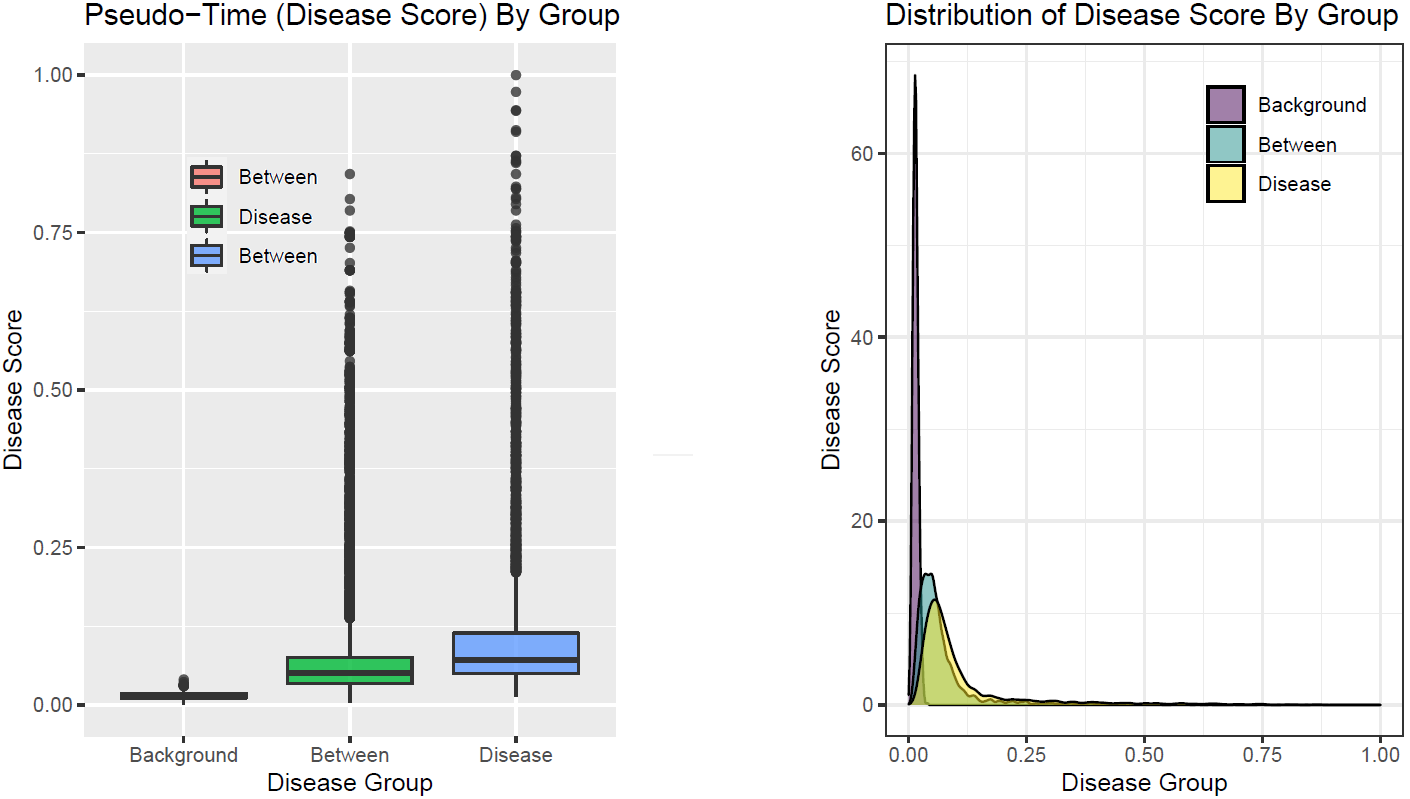 Pseudo−Time (Disease Score) By Group
Disease Score
1.00
0.75
0.50
0.25
0.00
Between
Disease
Between
Background
Between
Disease
Disease Group
Distribution of Disease Score By Group
Disease Score
60
40
20
0
Background
Between
Disease
0.00
0.25
0.50
0.75
1.00
Disease Group